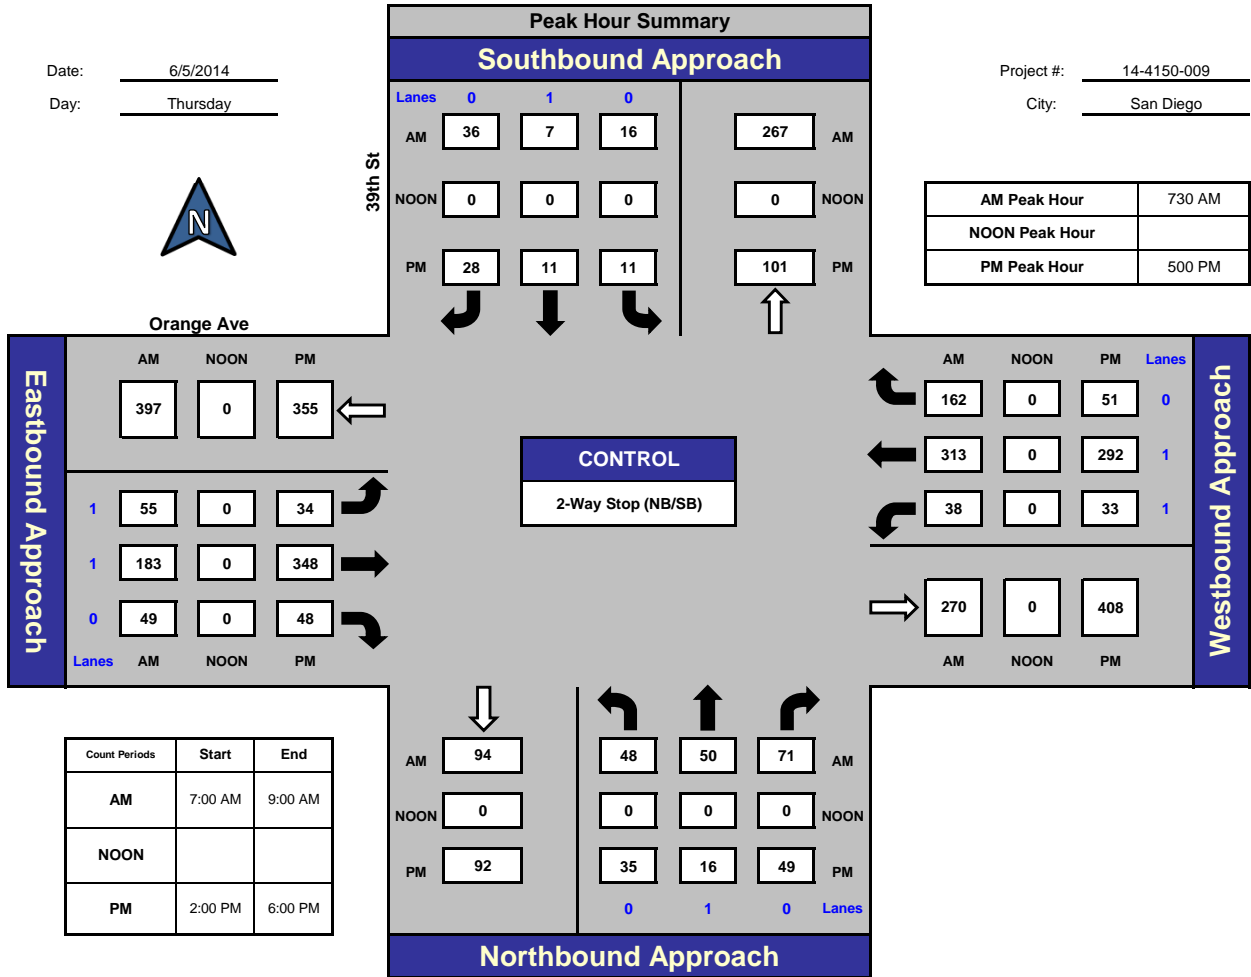 Peak Hour Summary
Southbound Approach
Date: 6/5/2014
Day: Thursday
Project #: 14-4150-009
City: San Diego
N
39th St
Lanes 0 1 0
AM 36 7 16 267 AM
NOON 0 0 0 0 NOON
PM 28 11 11 101 PM
AM Peak Hour 730 AM
NOON Peak Hour
PM Peak Hour 500 PM
Orange Ave
Eastbound Approach
AM NOON PM
397 0 355
1 55 0 34
1 183 0 348
0 49 0 48
Lanes AM NOON PM
CONTROL
2-Way Stop (NB/SB)
AM NOON PM Lanes
162 0 51 0
313 0 292 1
38 0 33 1
270 0 408
AM NOON PM
Westbound Approach
Count Periods Start End
AM 7:00 AM 9:00 AM
NOON
PM 2:00 PM 6:00 PM
AM 94 48 50 71 AM
NOON 0 0 0 0 NOON
PM 92 35 16 49 PM
0 1 0 Lanes
Northbound Approach